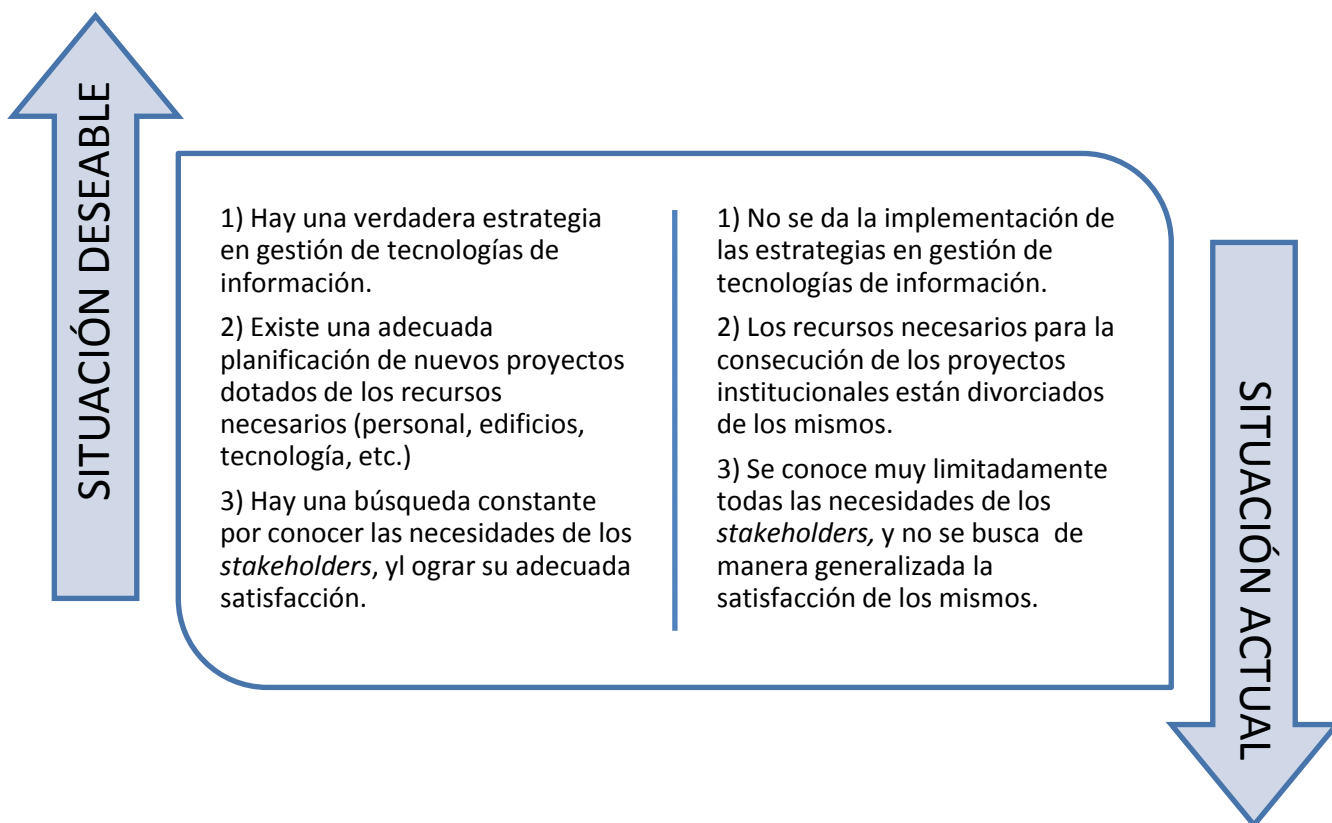 SITUACIÓN DESEABLE
1) Hay una verdadera estrategia
en gestión de tecnologías de
información.
2) Existe una adecuada
planificación de nuevos proyectos
dotados de los recursos
necesarios (personal, edificios,
tecnología, etc.)
3) Hay una búsqueda constante
por conocer las necesidades de los
stakeholders, yl ograr su adecuada
satisfacción.
1) No se da la implementación de
las estrategias en gestión de
tecnologías de información.
2) Los recursos necesarios para la
consecución de los proyectos
institucionales están divorciados
de los mismos.
3) Se conoce muy limitadamente
todas las necesidades de los
stakeholders, y no se busca de
manera generalizada la
satisfacción de los mismos.
SITUACIÓN ACTUAL